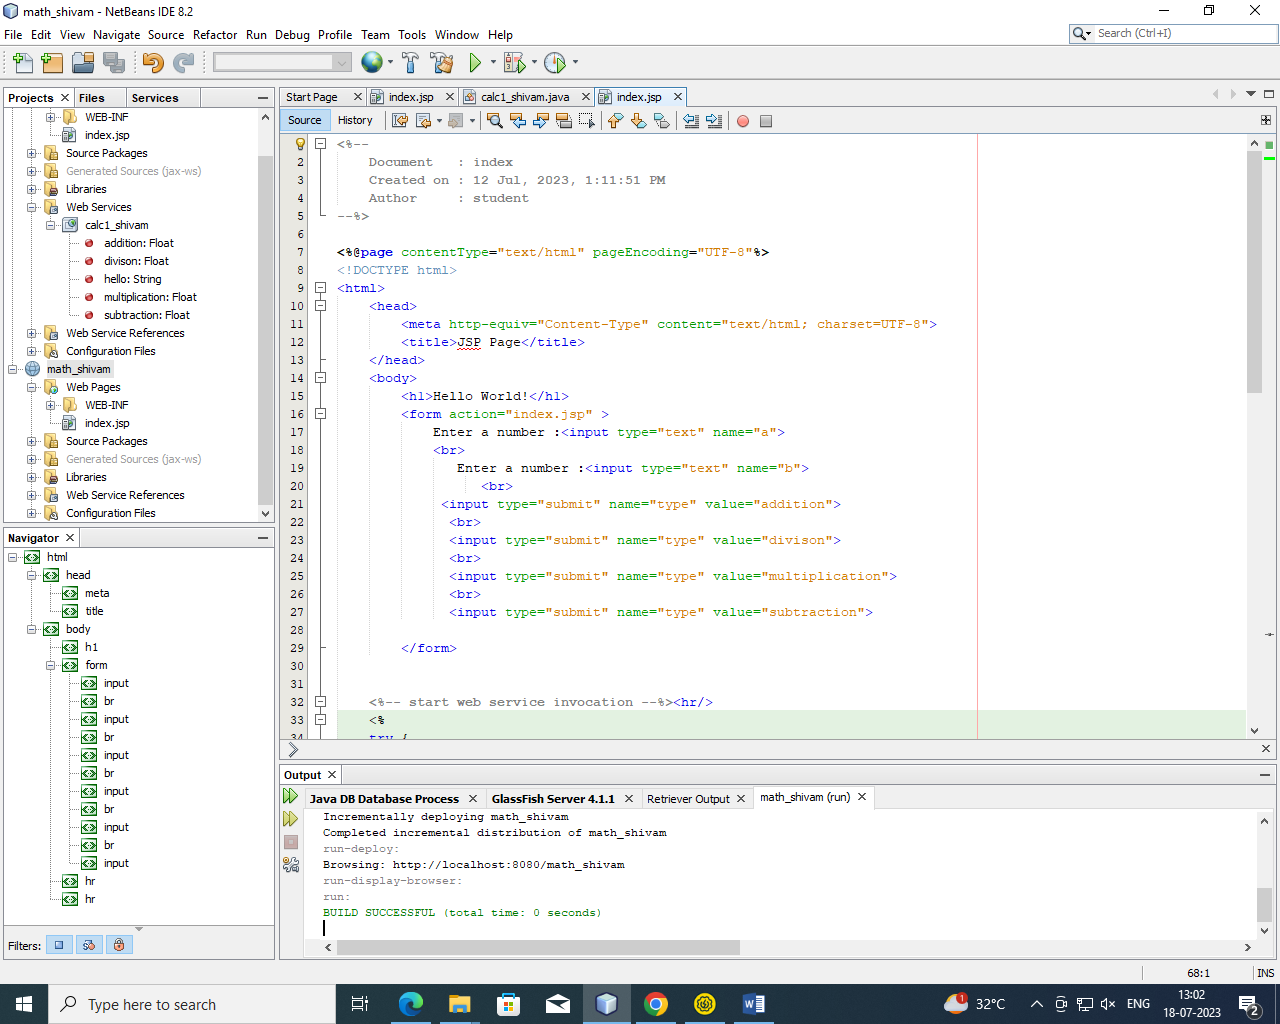 math_shivam - NetBeans IDE 8.2
File Edit View Navigate Source Refactor Run Debug Profile Team Tools Window Help
Search (Ctrl+I)
Projects Files Services
WEB-INF
index.jsp
Source Packages
Generated Sources (jax-ws)
Libraries
Web Services
calc1_shivam
addition: Float
divison: Float
hello: String
multiplication: Float
subtraction: Float
Web Service References
Configuration Files
math_shivam
Web Pages
WEB-INF
index.jsp
Source Packages
Generated Sources (jax-ws)
Libraries
Web Service References
Configuration Files
Navigator
html
head
meta
title
body
h1
form
input
br
input
br
input
br
input
br
input
br
input
hr
hr
Filters:
Start Page index.jsp calc1_shivam.java index.jsp
Source History
<%--
2 Document : index
3 Created on : 12 Jul, 2023, 1:11:51 PM
4 Author : student
5 --%>
6
7 <%@page contentType="text/html" pageEncoding="UTF-8"%>
8 <!DOCTYPE html>
9 <html>
10 <head>
11 <meta http-equiv="Content-Type" content="text/html; charset=UTF-8">
12 <title>JSP Page</title>
13 </head>
14 <body>
15 <h1>Hello World!</h1>
16 <form action="index.jsp" >
17 Enter a number :<input type="text" name="a">
18 <br>
19 Enter a number :<input type="text" name="b">
20 <br>
21 <input type="submit" name="type" value="addition">
22 <br>
23 <input type="submit" name="type" value="divison">
24 <br>
25 <input type="submit" name="type" value="multiplication">
26 <br>
27 <input type="submit" name="type" value="subtraction">
28
29 </form>
30
31
32 <%-- start web service invocation --%><hr/>
33 <%
34 try {
Output
Java DB Database Process GlassFish Server 4.1.1 Retriever Output math_shivam (run)
Incrementally deploying math_shivam
Completed incremental distribution of math_shivam
run-deploy:
Browsing: http://localhost:8080/math_shivam
run-display-browser:
run:
BUILD SUCCESSFUL (total time: 0 seconds)
68:1 INS
Type here to search
1 32°C ENG 13:02
18-07-2023 2